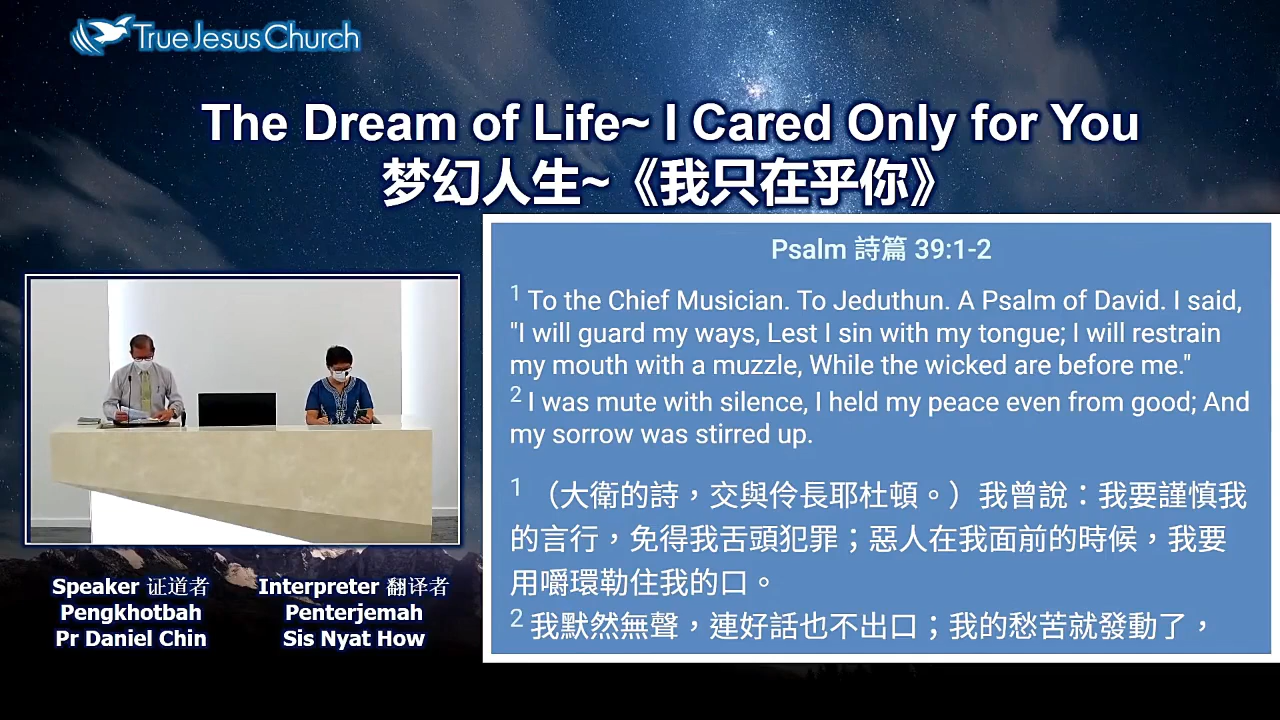 TrueJesusChurch
The Dream of Life~ I Cared Only for You
梦幻人生~《我只在乎你》
Psalm 詩篇 39:1-2
1 To the Chief Musician. To Jeduthun. A Psalm of David. I said,
"I will guard my ways, Lest I sin with my tongue; I will restrain
my mouth with a muzzle, While the wicked are before me."
2 I was mute with silence, I held my peace even from good; And
my sorrow was stirred up.
1 （大衛的詩，交與伶長耶杜頓。）我曾說：我要謹慎我
的言行，免得我舌頭犯罪；惡人在我面前的時候，我要
用嚼環勒住我的口。
2 我默然無聲，連好話也不出口；我的愁苦就發動了，
Speaker 证道者
Pengkhotbah
Pr Daniel Chin
Interpreter 翻译者
Penterjemah
Sis Nyat How